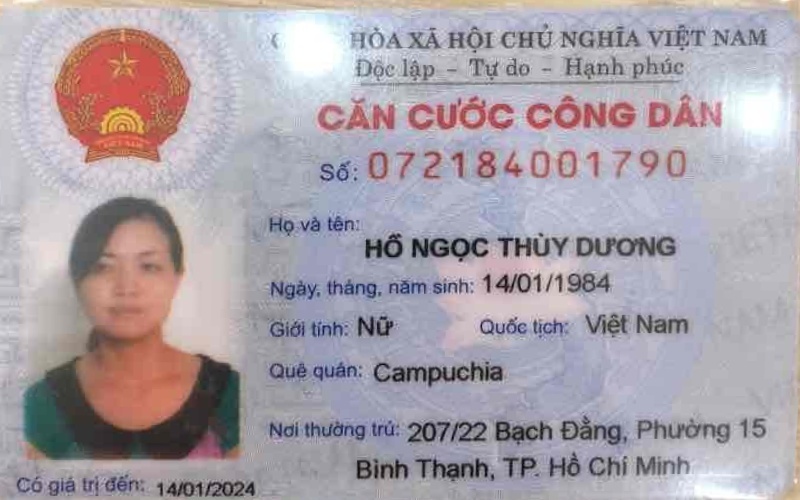 HÒA XÃ HỘI CHỦ NGHĨA VIỆT NAM
Độc lập - Tự do - Hạnh phúc
CĂN CƯỚC CÔNG DÂN
Số: 072184001790
Họ và tên:
HỒ NGỌC THÙY DƯƠNG
Ngày, tháng, năm sinh: 14/01/1984
Giới tính: Nữ Quốc tịch: Việt Nam
Quê quán: Campuchia
Nơi thường trú: 207/22 Bạch Đằng, Phường 15
Bình Thạnh, TP. Hồ Chí Minh
Có giá trị đến: 14/01/2024